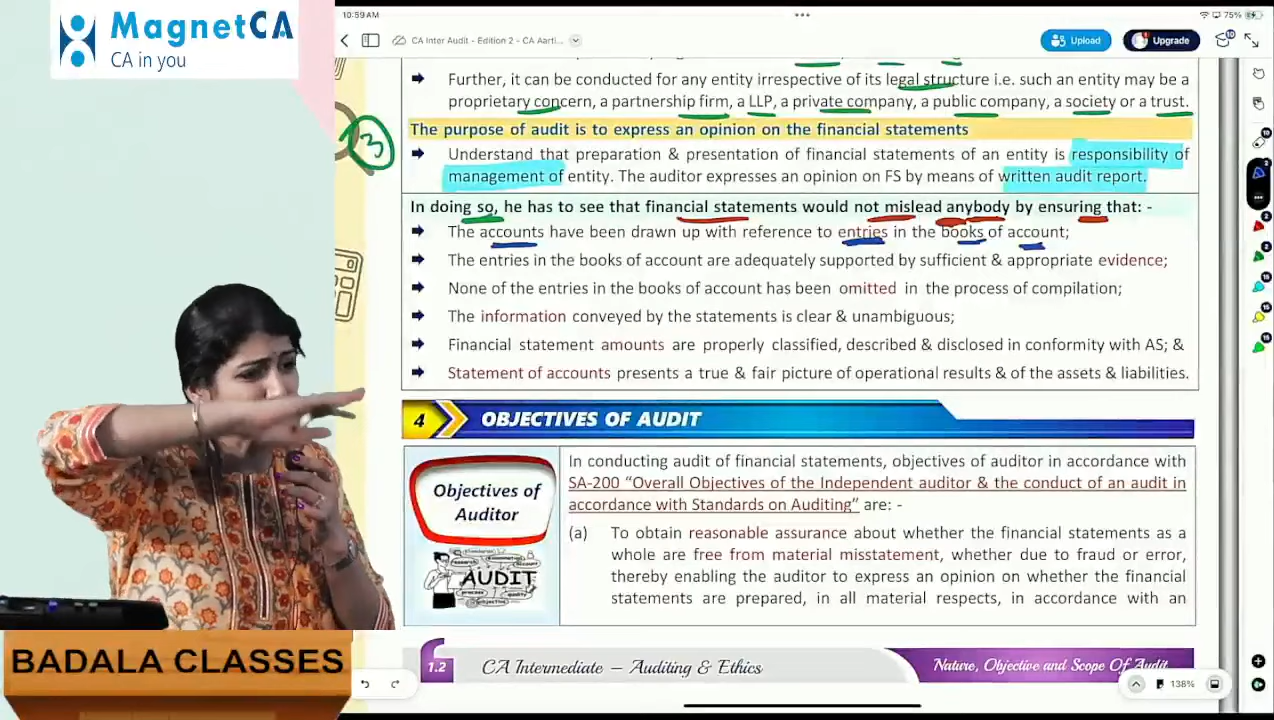 MagnetCA
CA in you
10:59 AM
75%
CA Inter Audit - Edition 2 - CA Aarti...
Upload
Upgrade
Further, it can be conducted for any entity irrespective of its legal structure i.e. such an entity may be a
proprietary concern, a partnership firm, a LLP, a private company, a public company, a society or a trust.
3
The purpose of audit is to express an opinion on the financial statements
Understand that preparation & presentation of financial statements of an entity is responsibility of
management of entity. The auditor expresses an opinion on FS by means of written audit report.
In doing so, he has to see that financial statements would not mislead anybody by ensuring that: -
The accounts have been drawn up with reference to entries in the books of account;
The entries in the books of account are adequately supported by sufficient & appropriate evidence;
None of the entries in the books of account has been omitted in the process of compilation;
The information conveyed by the statements is clear & unambiguous;
Financial statement amounts are properly classified, described & disclosed in conformity with AS; &
Statement of accounts presents a true & fair picture of operational results & of the assets & liabilities.
4 OBJECTIVES OF AUDIT
Objectives of
Auditor
AUDIT
In conducting audit of financial statements, objectives of auditor in accordance with
SA-200 “Overall Objectives of the Independent auditor & the conduct of an audit in
accordance with Standards on Auditing” are: -
(a) To obtain reasonable assurance about whether the financial statements as a
whole are free from material misstatement, whether due to fraud or error,
thereby enabling the auditor to express an opinion on whether the financial
statements are prepared, in all material respects, in accordance with an
1.2 CA Intermediate – Auditing & Ethics
Nature, Objective and Scope Of Audit
138%
BADALA CLASSES